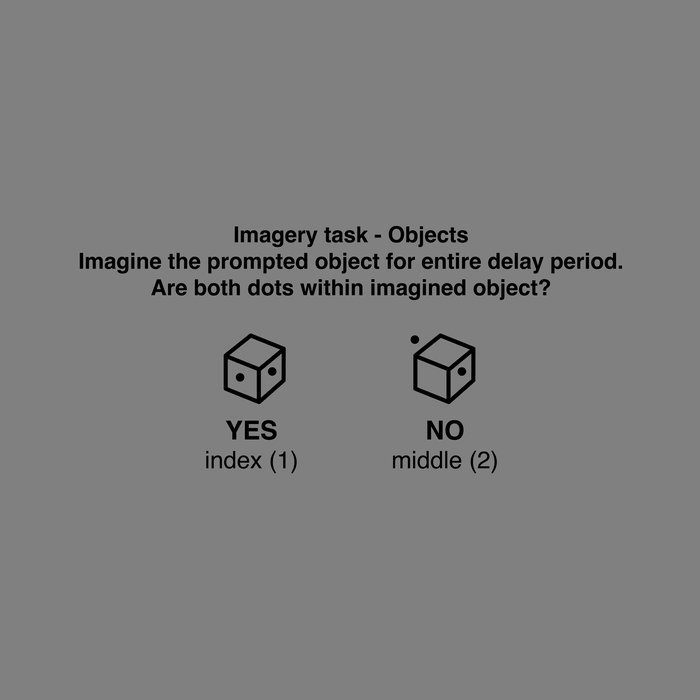 Imagery task - Objects
Imagine the prompted object for entire delay period.
Are both dots within imagined object?
YES NO
index (1) middle (2)